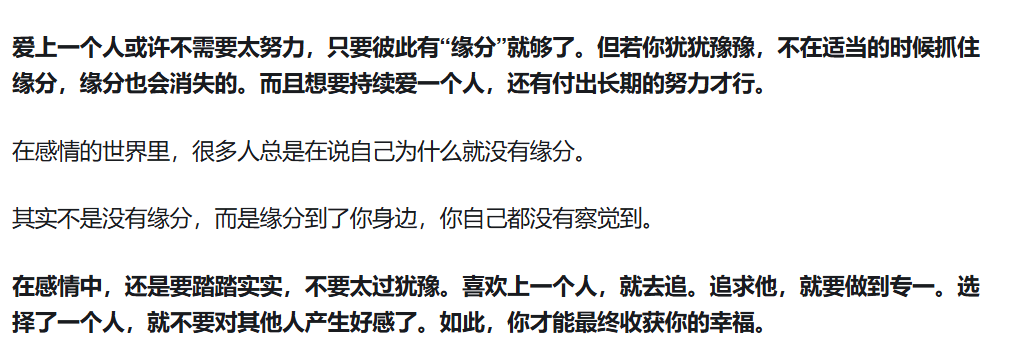 爱上一个人或许不需要太努力，只要彼此有“缘分”就够了。但若你犹犹豫豫，不在适当的时候抓住
缘分，缘分也会消失的。而且想要持续爱一个人，还有付出长期的努力才行。
在感情的世界里，很多人总是在说自己为什么就没有缘分。
其实不是没有缘分，而是缘分到了你身边，你自己都没有察觉到。
在感情中，还是要踏踏实实，不要太过犹豫。喜欢上一个人，就去追。追求他，就要做到专一。选
择了一个人，就不要对其他人产生好感了。如此，你才能最终收获你的幸福。